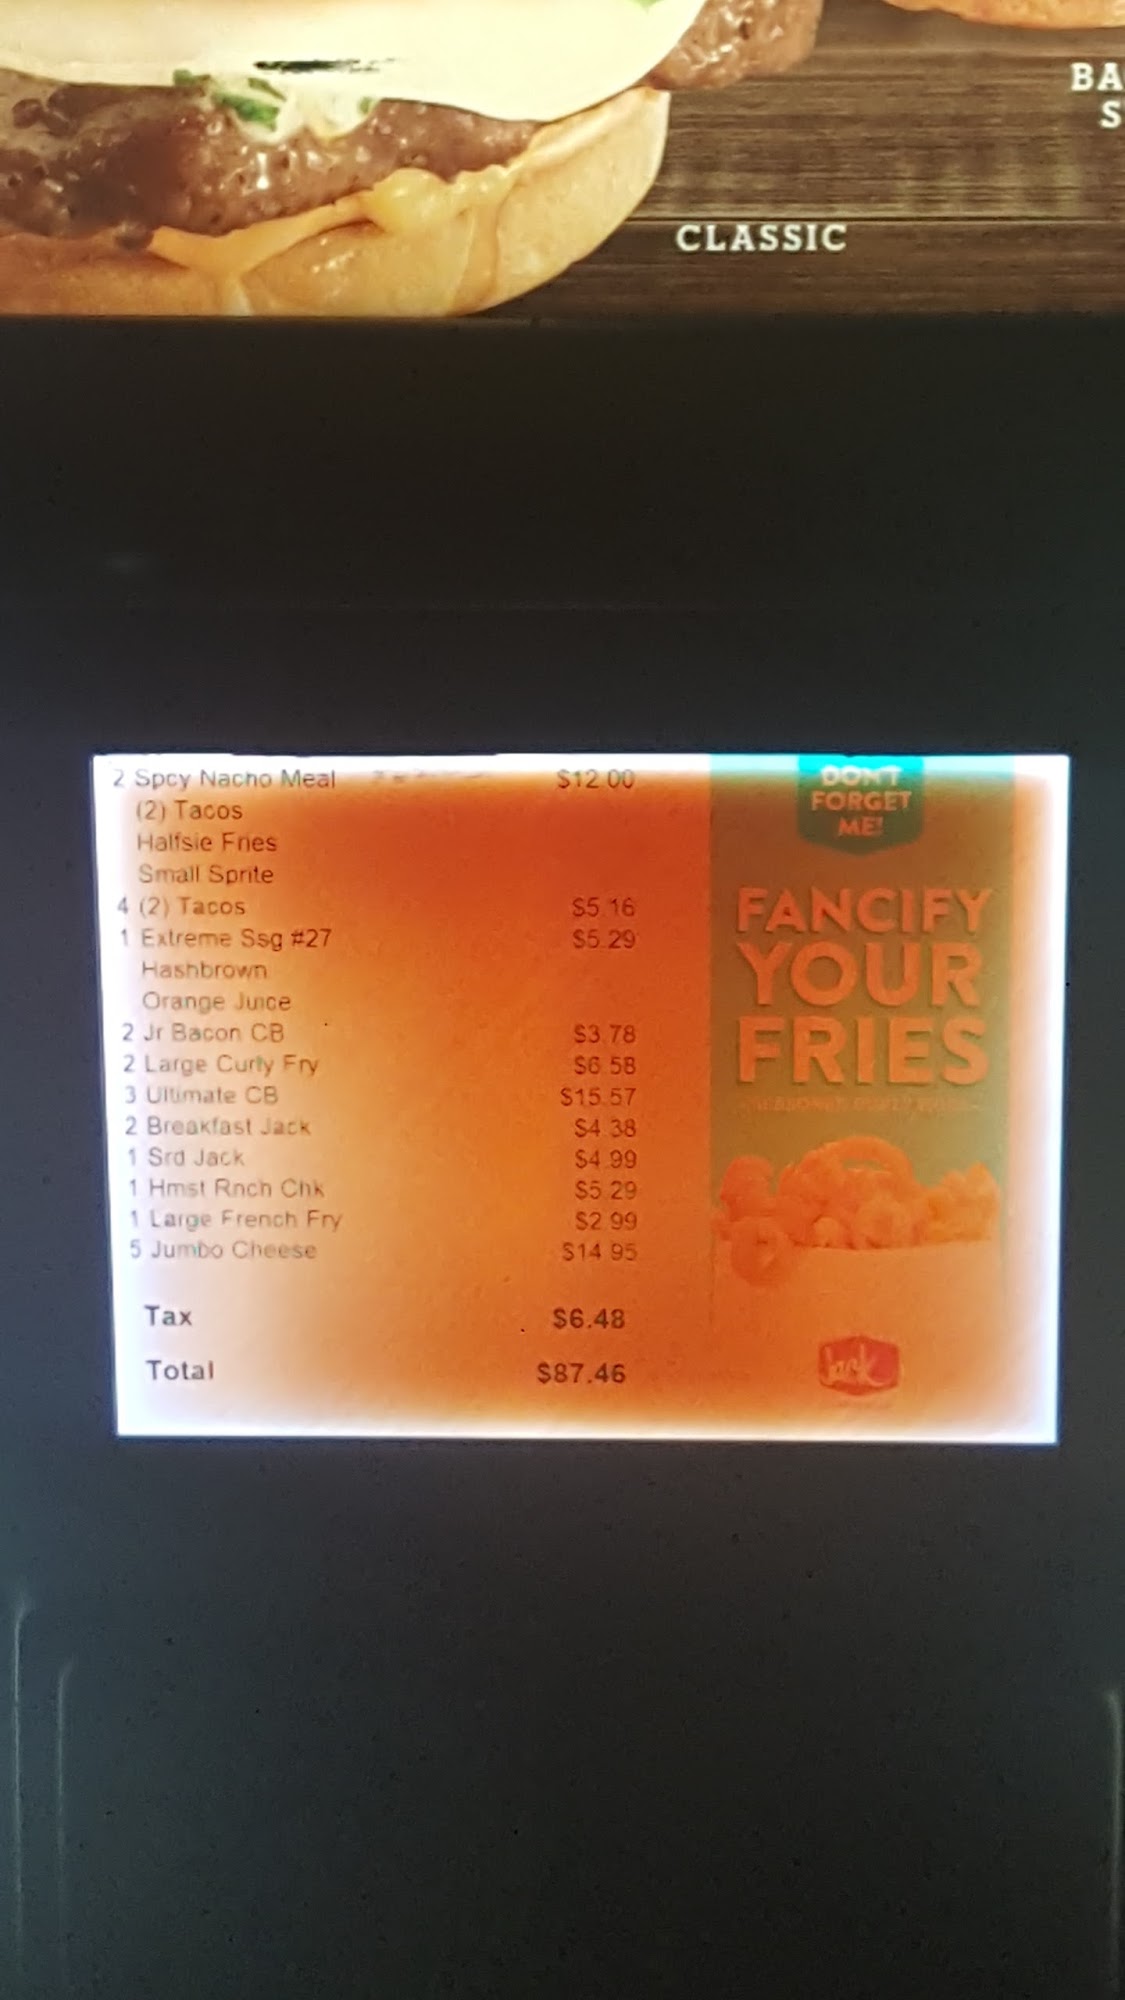 BA
S
CLASSIC
2 Spcy Nacho Meal $12.00
(2) Tacos
Halfsie Fries
Small Sprite
4 (2) Tacos $5.16
1 Extreme Ssg #27 $5.29
Hashbrown
Orange Juice
2 Jr Bacon CB $3.78
2 Large Curly Fry $6.58
3 Ultimate CB $15.57
2 Breakfast Jack $4.38
1 Srd Jack $4.99
1 Hmst Rnch Chk $5.29
1 Large French Fry $2.99
5 Jumbo Cheese $14.95
Tax $6.48
Total $87.46
DON'T
FORGET
ME!
FANCIFY
YOUR
FRIES
Jack